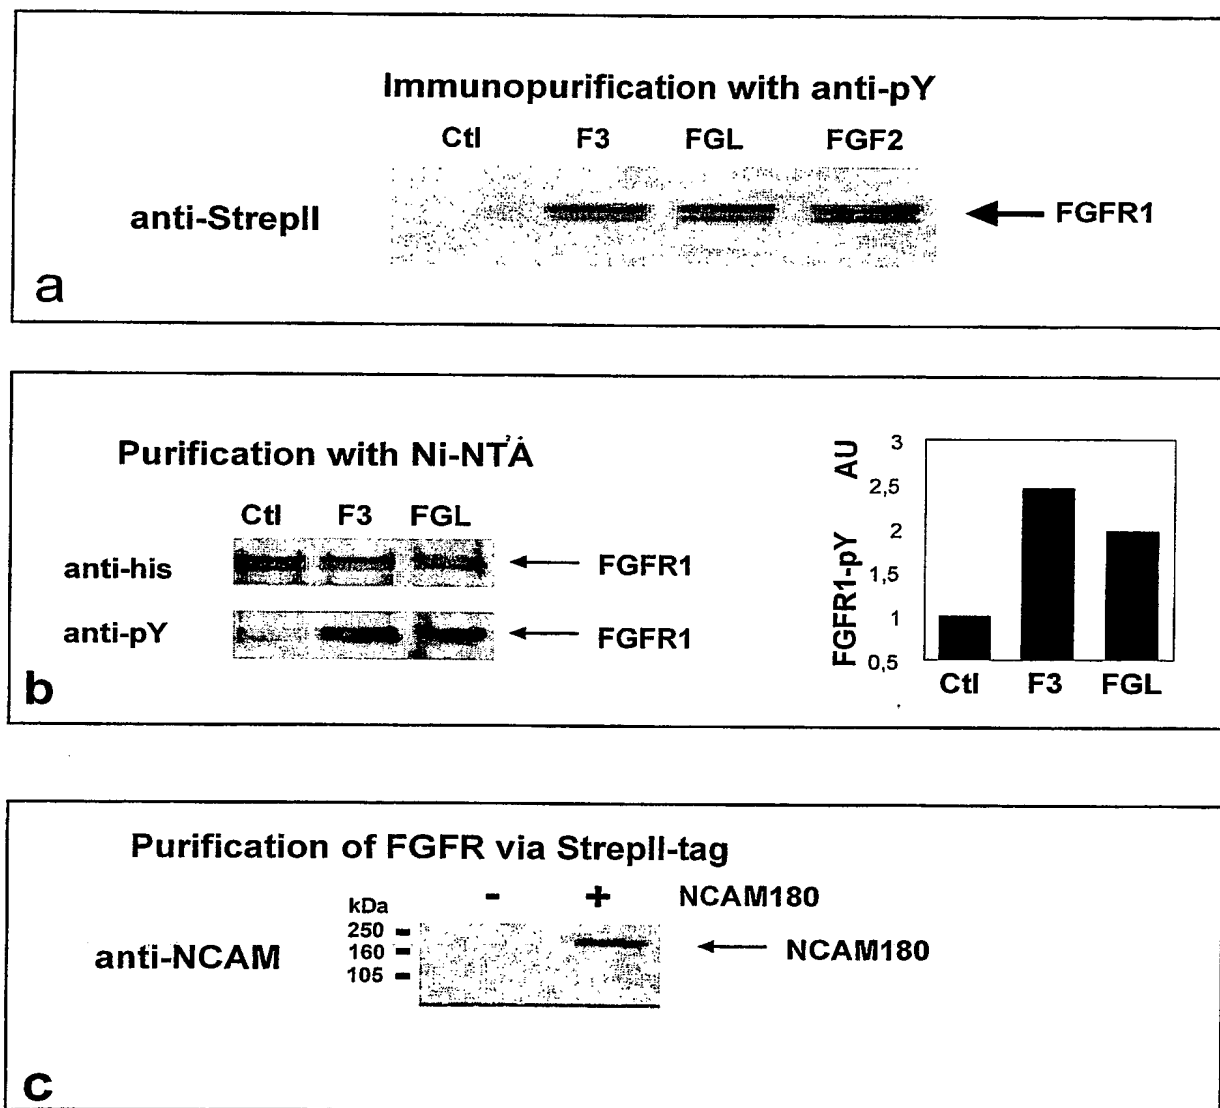 Immunopurification with anti-pY
Ctl F3 FGL FGF2
anti-StrepII FGFR1
a
Purification with Ni-NTA
Ctl F3 FGL
anti-his FGFR1
anti-pY FGFR1
b
FGFR1-pY AU
3
2,5
2
1,5
1
0,5
Ctl F3 FGL
Purification of FGFR via StrepII-tag
kDa - + NCAM180
250
160
105
anti-NCAM NCAM180
c